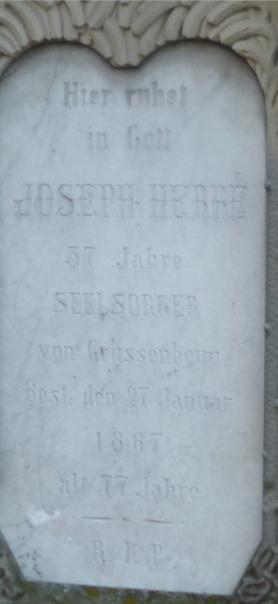 Hier ruhet
in Gott
JOSEPH HERRÉ
37 Jahre
SEELSORGER
von Grussenheim
gest. den 27 Januar
1867
alt 77 Jahre
R. I. P.